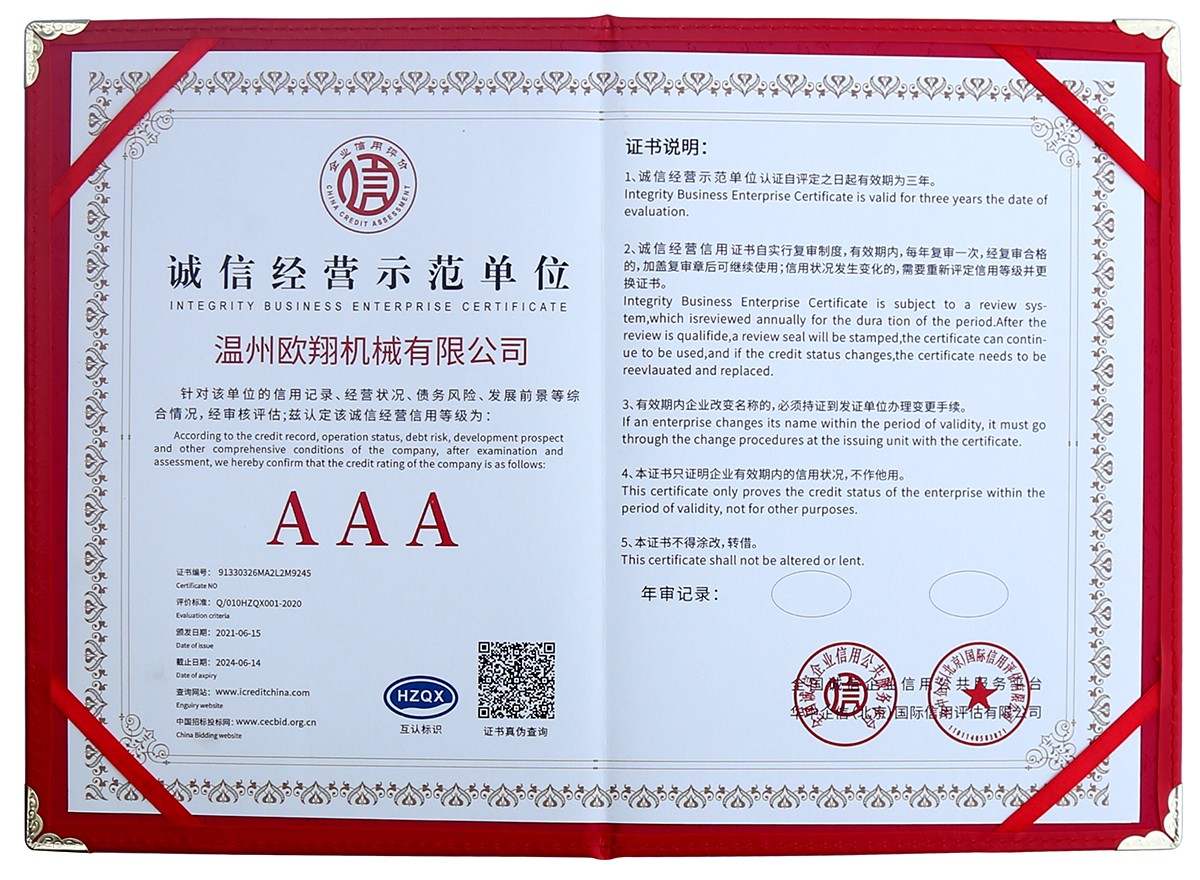 企业信用评价
CHINA CREDIT ASSESSMENT
信
诚信经营示范单位
INTEGRITY BUSINESS ENTERPRISE CERTIFICATE
温州欧翔机械有限公司
针对该单位的信用记录、经营状况、债务风险、发展前景等综
合情况，经审核评估;兹认定该诚信经营信用等级为：
According to the credit record, operation status, debt risk, development prospect
and other comprehensive conditions of the company, after examination and
assessment, we hereby confirm that the credit rating of the company is as follows:
AAA
证书编号： 91330326MA2L2M9245
Certificate NO
评价标准：Q/010HZQX001-2020
Evaluation criteria
颁发日期：2021-06-15
Date of issue
截止日期：2024-06-14
Date of expiry
查询网站：www.icreditchina.com
Enguiry website
中国招标投标网：www.cecbid.org.cn
China Bidding website
HZQX
互认标识
证书真伪查询
证书说明：
1、诚信经营示范单位认证自评定之日起有效期为三年。
Integrity Business Enterprise Certificate is valid for three years the date of
evaluation.
2、诚信经营信用证书自实行复审制度，有效期内，每年复审一次，经复审合格
的，加盖复审章后可继续使用；信用状况发生变化的，需要重新评定信用等级并更
换证书。
Integrity Business Enterprise Certificate is subject to a review sys-
tem,which isreviewed annually for the dura tion of the period.After the
review is qualifide,a review seal will be stamped,the certificate can contin-
ue to be used,and if the credit status changes,the certificate needs to be
reevlauated and replaced.
3、有效期内企业改变名称的，必须持证到发证单位办理变更手续。
If an enterprise changes its name within the period of validity, it must go
through the change procedures at the issuing unit with the certificate.
4、本证书只证明企业有效期内的信用状况，不作他用。
This certificate only proves the credit status of the enterprise within the
period of validity, not for other purposes.
5、本证书不得涂改，转借。
This certificate shall not be altered or lent.
年审记录：
全国诚信企业信用公共服务平台
华中企信(北京)国际信用评估有限公司